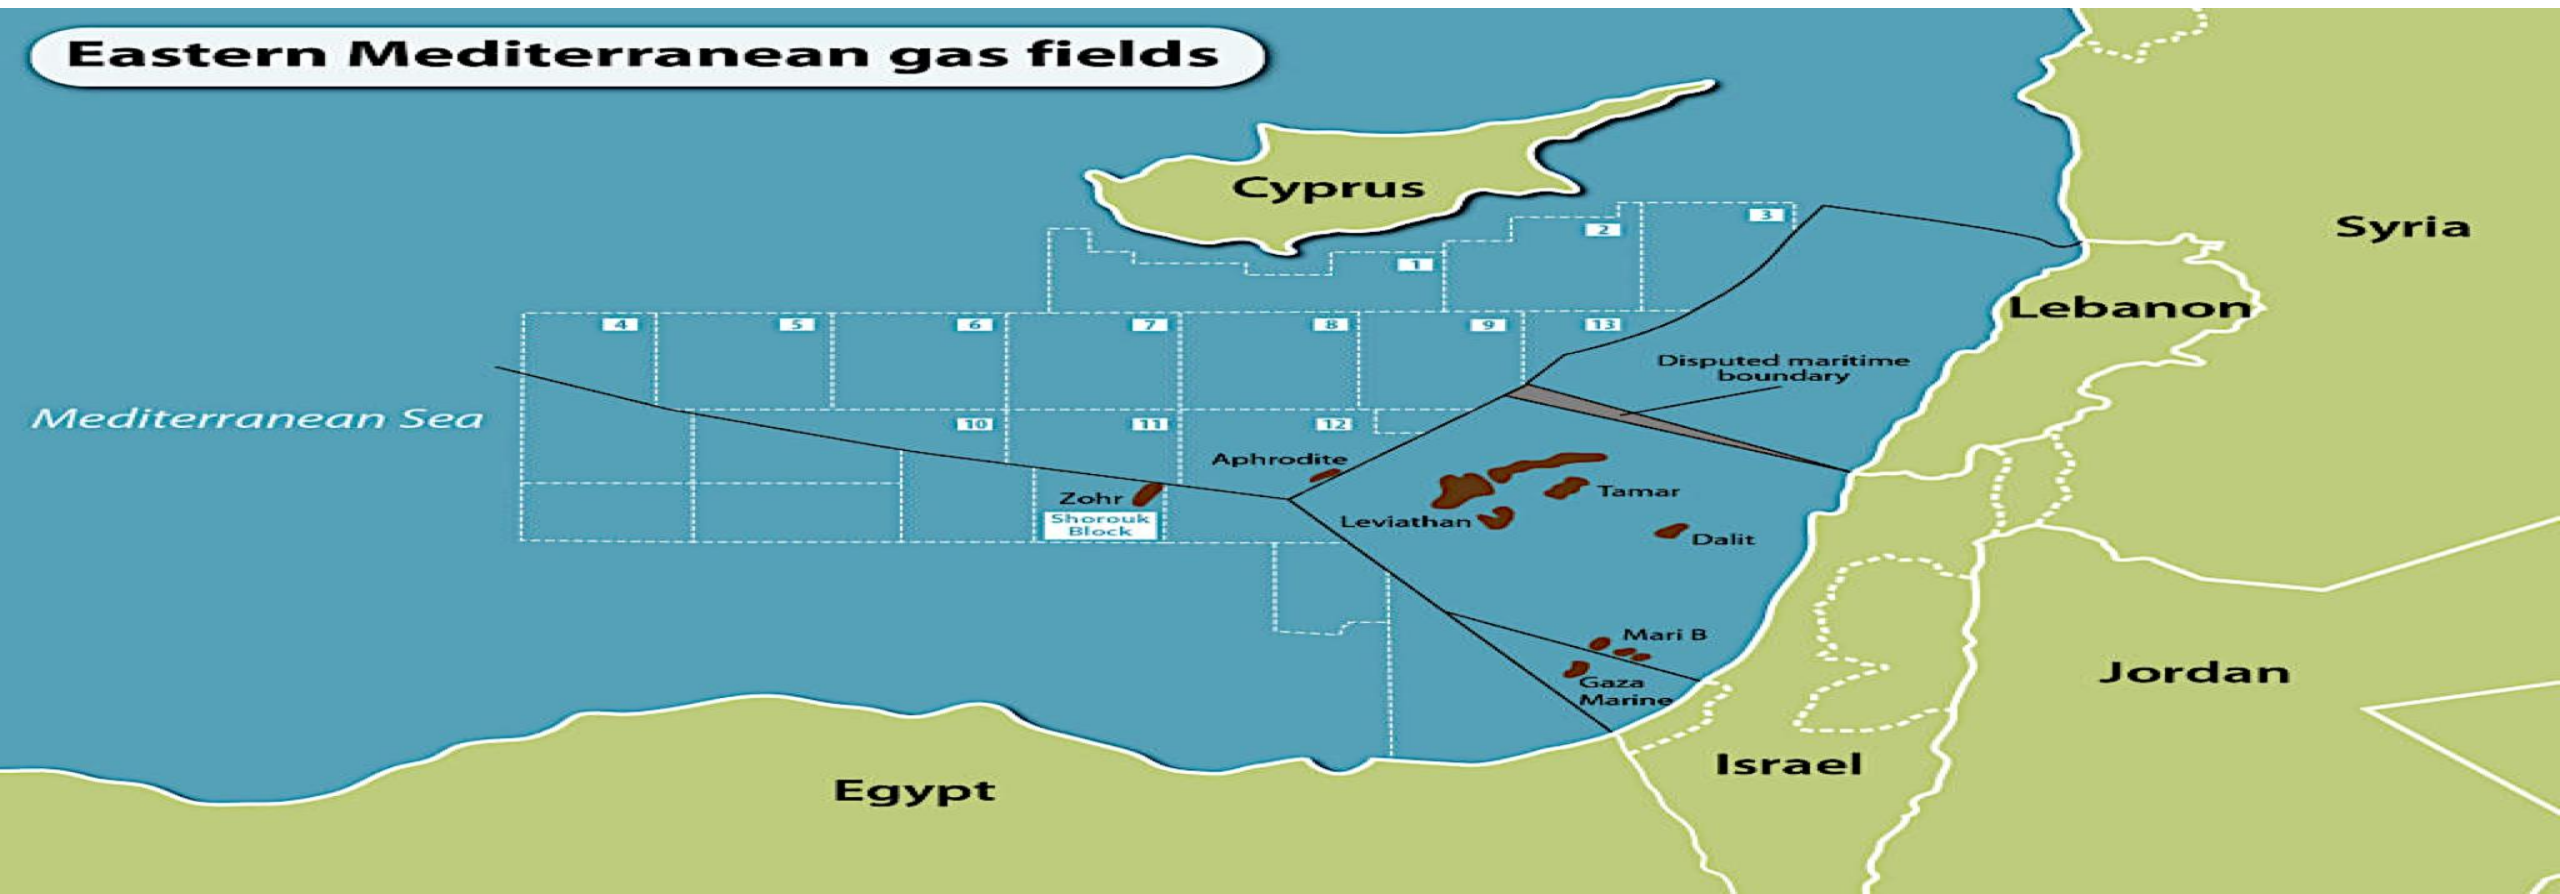 Eastern Mediterranean gas fields
Cyprus
3
2
Syria
1
Lebanon
4
5
6
7
8
9
13
Disputed maritime
boundary
Mediterranean Sea
10
11
12
Aphrodite
Zohr
Shorouk
Block
Tamar
Leviathan
Dalit
Mari B
Gaza
Marine
Jordan
Israel
Egypt